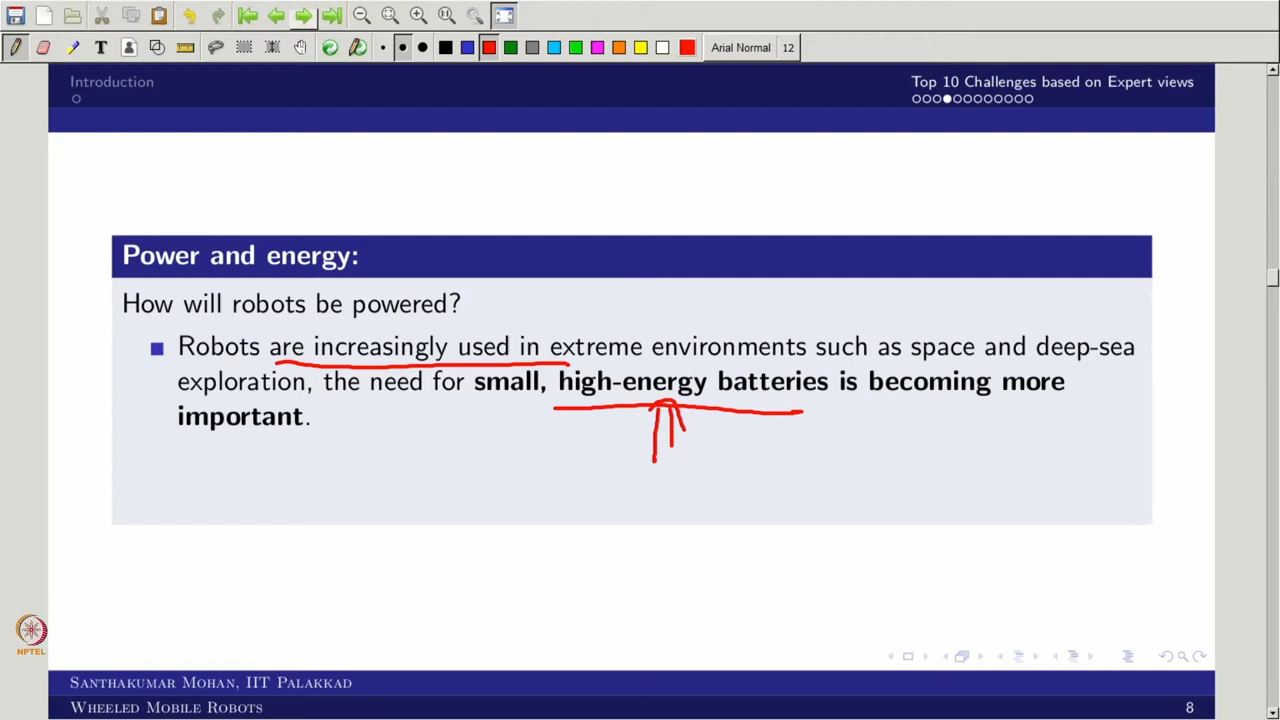 Arial Normal 12
Introduction
Top 10 Challenges based on Expert views
Power and energy:
How will robots be powered?
Robots are increasingly used in extreme environments such as space and deep-sea
exploration, the need for small, high-energy batteries is becoming more
important.
NPTEL
SANTHAKUMAR MOHAN, IIT PALAKKAD
WHEELED MOBILE ROBOTS
8